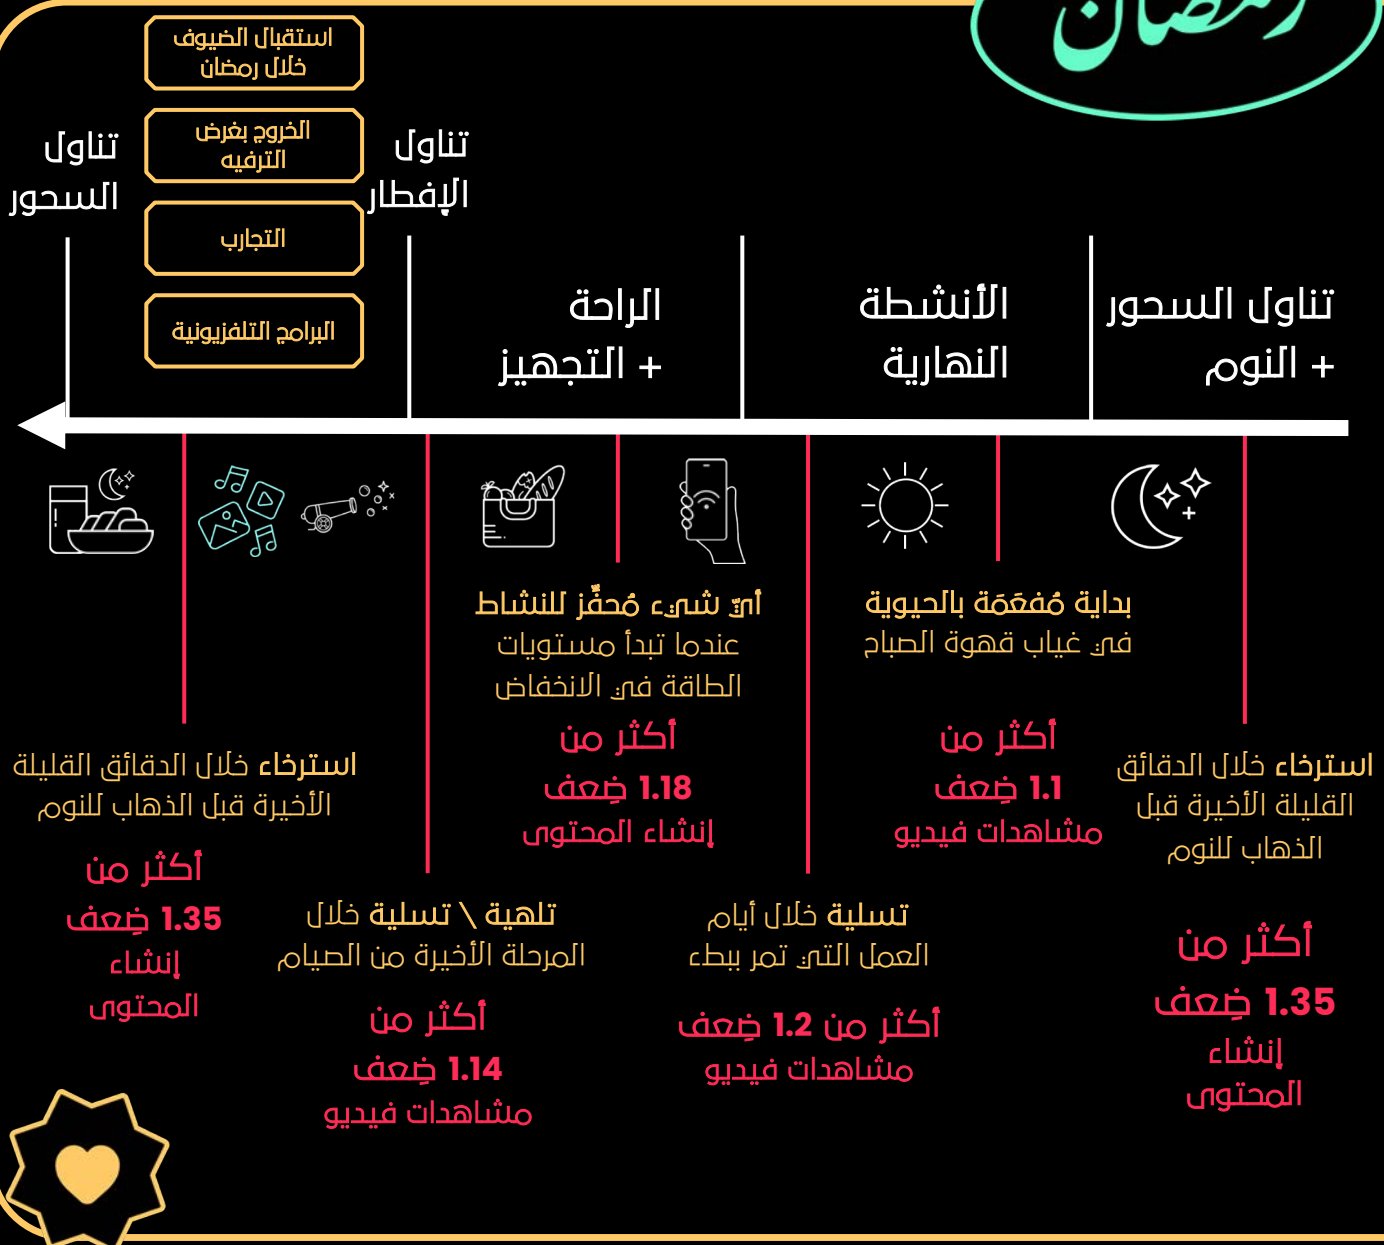 رمضان
استقبال الضيوف
خلال رمضان
الخروج بغرض
الترفيه
التجارب
البرامج التلفزيونية
تناول السحور
+ النوم
الأنشطة
النهارية
الراحة
+ التجهيز
تناول
الإفطار
تناول
السحور
استرخاء خلال الدقائق
القليلة الأخيرة قبل
الذهاب للنوم
أكثر من
1.35 ضِعف
إنشاء
المحتوى
بداية مُفعَمَة بالحيوية
في غياب قهوة الصباح
أكثر من
1.1 ضِعف
مشاهدات فيديو
تسلية خلال أيام
العمل التي تمر ببطء
أكثر من 1.2 ضِعف
مشاهدات فيديو
أيّ شيء مُحفِّز للنشاط
عندما تبدأ مستويات
الطاقة في الانخفاض
أكثر من
1.18 ضِعف
إنشاء المحتوى
تلهية / تسلية خلال
المرحلة الأخيرة من الصيام
أكثر من
1.14 ضِعف
مشاهدات فيديو
استرخاء خلال الدقائق القليلة
الأخيرة قبل الذهاب للنوم
أكثر من
1.35 ضِعف
إنشاء
المحتوى